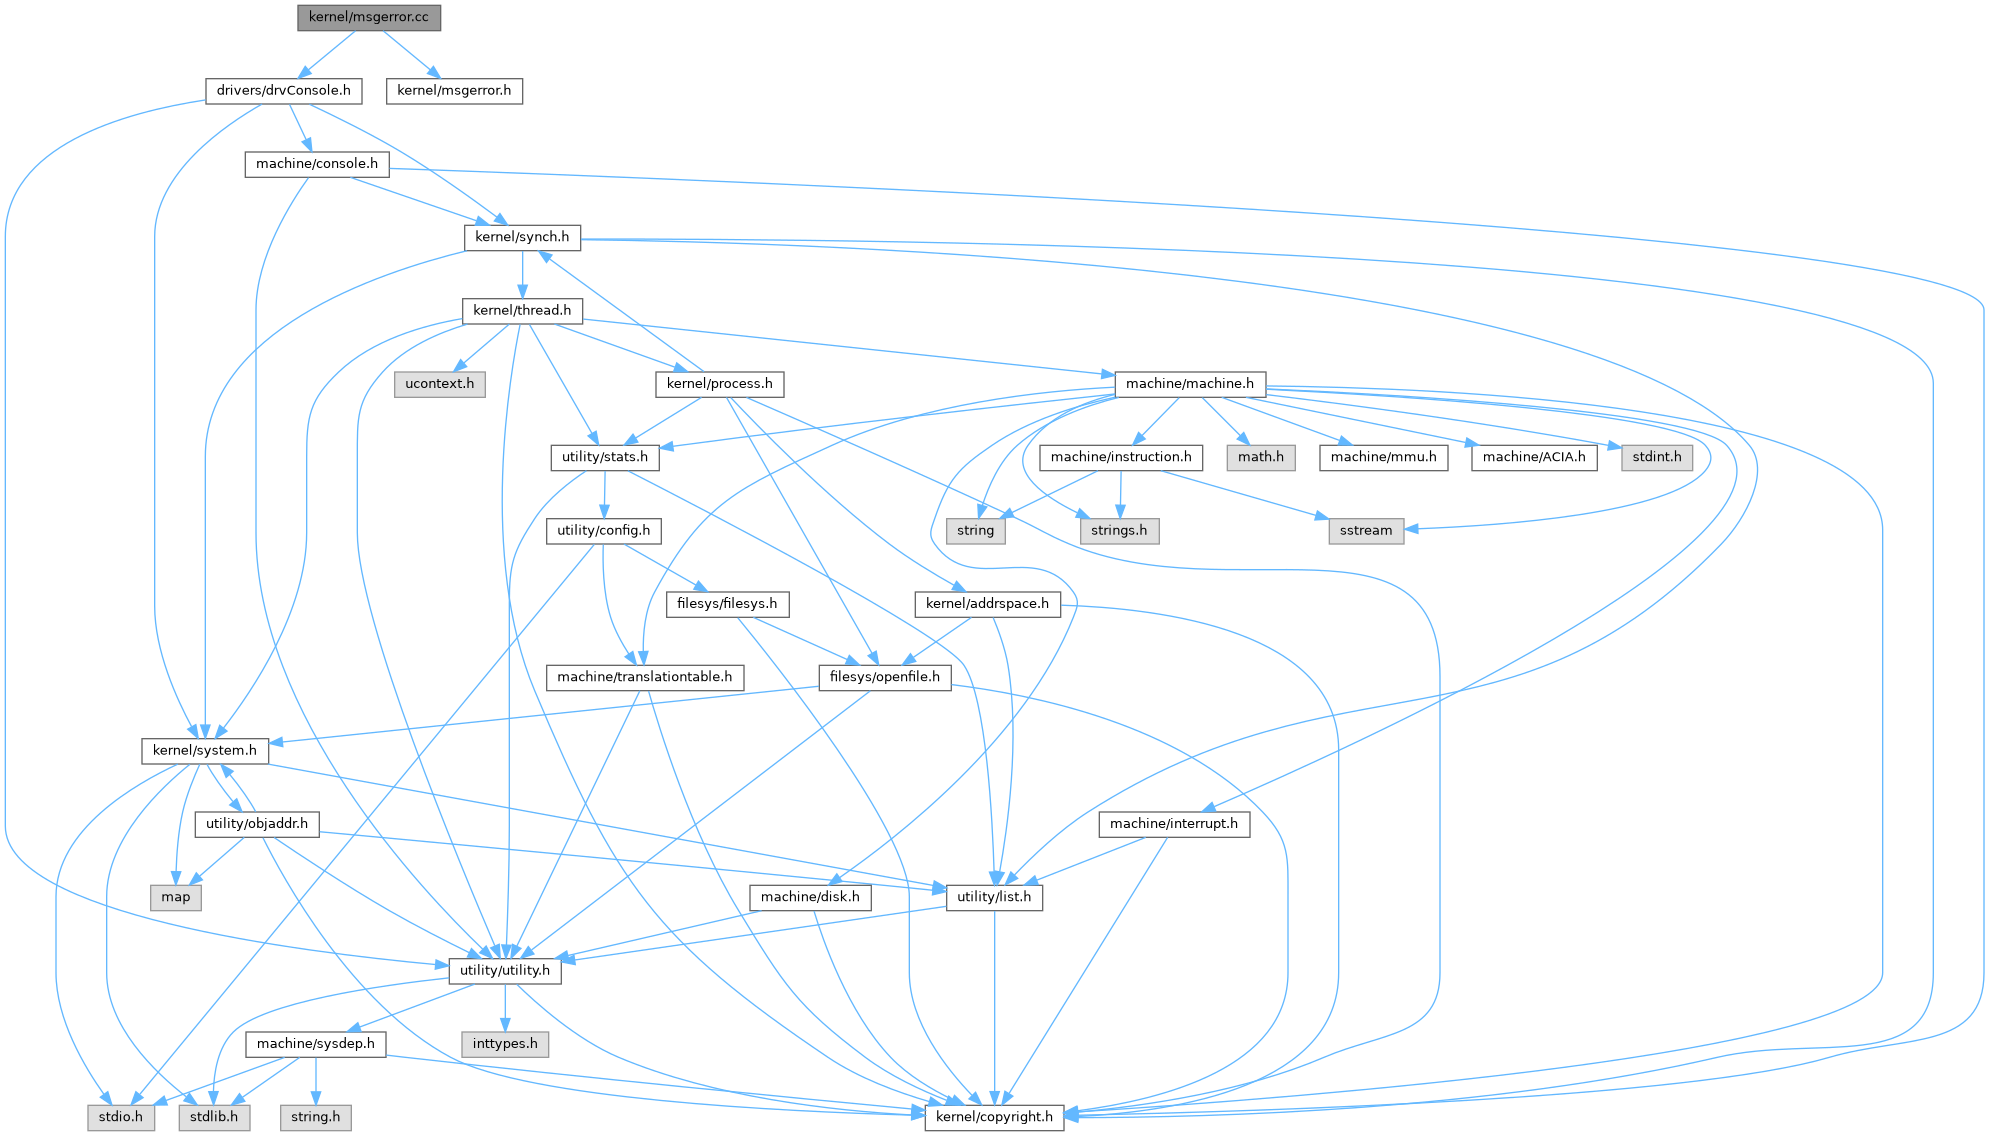 kernel/msgerror.cc
drivers/drvConsole.h
kernel/msgerror.h
machine/console.h
kernel/synch.h
kernel/thread.h
ucontext.h
kernel/process.h
machine/machine.h
utility/stats.h
machine/instruction.h
math.h
machine/mmu.h
machine/ACIA.h
stdint.h
utility/config.h
string
strings.h
sstream
filesys/filesys.h
kernel/addrspace.h
machine/translationtable.h
filesys/openfile.h
kernel/system.h
utility/objaddr.h
machine/interrupt.h
map
machine/disk.h
utility/list.h
utility/utility.h
machine/sysdep.h
inttypes.h
stdio.h
stdlib.h
string.h
kernel/copyright.h